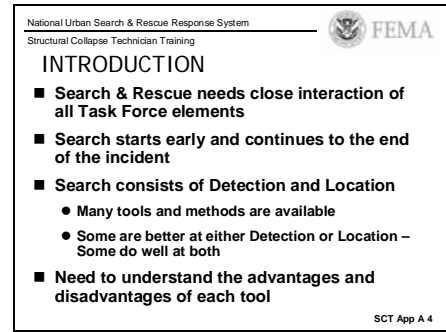 National Urban Search & Rescue Response System
Structural Collapse Technician Training
FEMA
INTRODUCTION
■ Search & Rescue needs close interaction of
all Task Force elements
■ Search starts early and continues to the end
of the incident
■ Search consists of Detection and Location
● Many tools and methods are available
● Some are better at either Detection or Location –
Some do well at both
■ Need to understand the advantages and
disadvantages of each tool
SCT App A 4